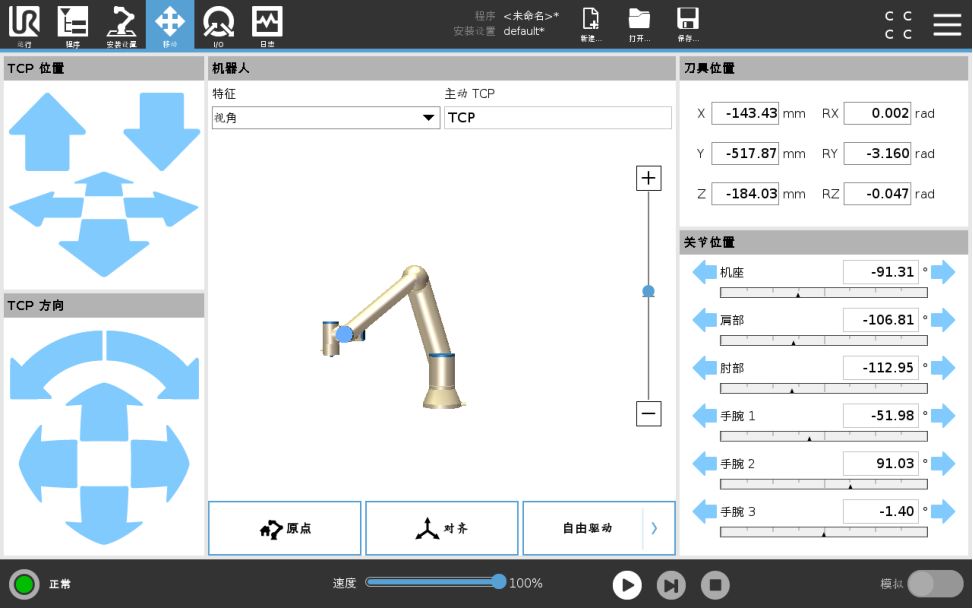 UR
运行
程序
安装设置
移动
I/O
日志
程序 <未命名>*
安装设置 default*
新建...
打开...
保存...
C C
C C
TCP 位置
机器人
刀具位置
特征
主动 TCP
视角
TCP
X -143.43 mm RX 0.002 rad
Y -517.87 mm RY -3.160 rad
Z -184.03 mm RZ -0.047 rad
关节位置
机座 -91.31 °
肩部 -106.81 °
肘部 -112.95 °
手腕 1 -51.98 °
手腕 2 91.03 °
手腕 3 -1.40 °
TCP 方向
原点
对齐
自由驱动
正常
速度 100%
模拟